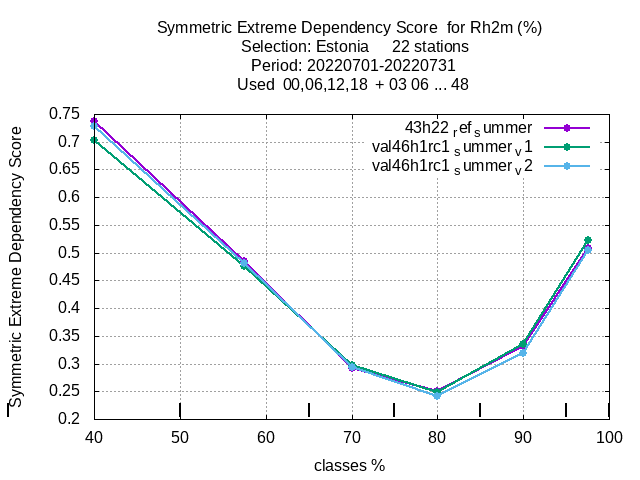 Symmetric Extreme Dependency Score for Rh2m (%)
Selection: Estonia 22 stations
Period: 20220701-20220731
Used 00,06,12,18 + 03 06 ... 48
Symmetric Extreme Dependency Score
0.75
0.7
0.65
0.6
0.55
0.5
0.45
0.4
0.35
0.3
0.25
0.2
43h22ref_summer
val46h1rc1summerv1
val46h1rc1summerv2
40 50 60 70 80 90 100
classes %